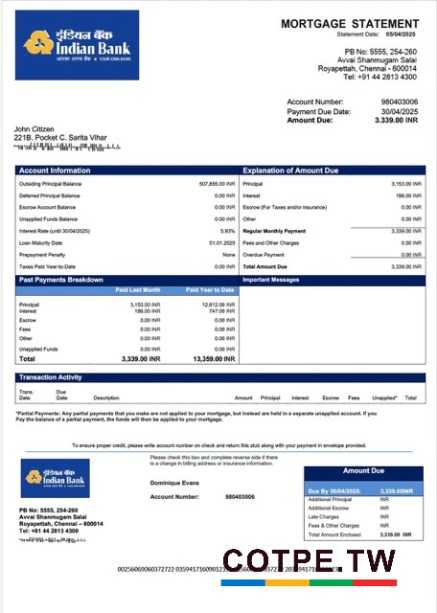 इंडियन बैंक
Indian Bank
YOUR OWN BANK
MORTGAGE STATEMENT
Statement Date: 05/04/2025
PB No: 5555, 254-260
Avvai Shanmugam Salai
Royapettah, Chennai - 600014
Tel: +91 44 2813 4300
Account Number: 980403006
Payment Due Date: 30/04/2025
Amount Due: 3.339.00 INR
John Citizen
221B. Pocket C. Sarita Vihar
Account Information
Outsiding Principal Balance 507,855.00 INR
Deferred Principal Balance 0.00 INR
Escrow Account Balance 0.00 INR
Unapplied Funds Balance 0.00 INR
Interest Rate (until 30/04/2025) 5.93%
Loan Maturity Date 01.01.2025
Prepayment Penalty None
Taxes Paid Year-to-Date 0.00 INR
Explanation of Amount Due
Principal 3,153.00 INR
Interest 186.00 INR
Escrow (For Taxes and/or Insurance) 0.00 INR
Other 0.00 INR
Regular Monthly Payment 3,339.00 INR
Fees and Other Charges 0.00 INR
Overdue Payment 0.00 INR
Total Amount Due 3,339.00 INR
Past Payments Breakdown
Paid Last Month Paid Year to Date
Principal 3,153.00 INR 12,612.00 INR
Interest 186.00 INR 747.00 INR
Escrow 0.00 INR 0.00 INR
Fees 0.00 INR 0.00 INR
Other 0.00 INR 0.00 INR
Unapplied Funds 0.00 INR 0.00 INR
Total 3,339.00 INR 13,359.00 INR
Important Messages
Transaction Activity
Trans. Date Due Date Description Amount Principal Interest Escrow Fees Unapplied* Total
*Partial Payments: Any partial payments that you make are not applied to your mortgage, but instead are held in a separate unapplied account. If you
Pay the balance of a partial payment, the funds will then be applied to your mortgage.
To ensure proper credit, please write account number on check and return this stub along with payment in envelope provided.
इंडियन बैंक
Indian Bank
PB No: 5555, 254-260
Avvai Shanmugam Salai
Royapettah, Chennai – 600014
Tel: +91 44 2813 4300
Please check this box and complete reverse side if there
is a change in billing address or insurance information.
Dominique Evans
Account Number: 980403006
Amount Due
Due By 30/04/2025: 3,339.00INR
Additional Principal INR
Additional Escrow INR
Late Charges INR
Fees & Other Charges INR
Total Amount Enclosed 3,339.00 INR
COTPE.TW